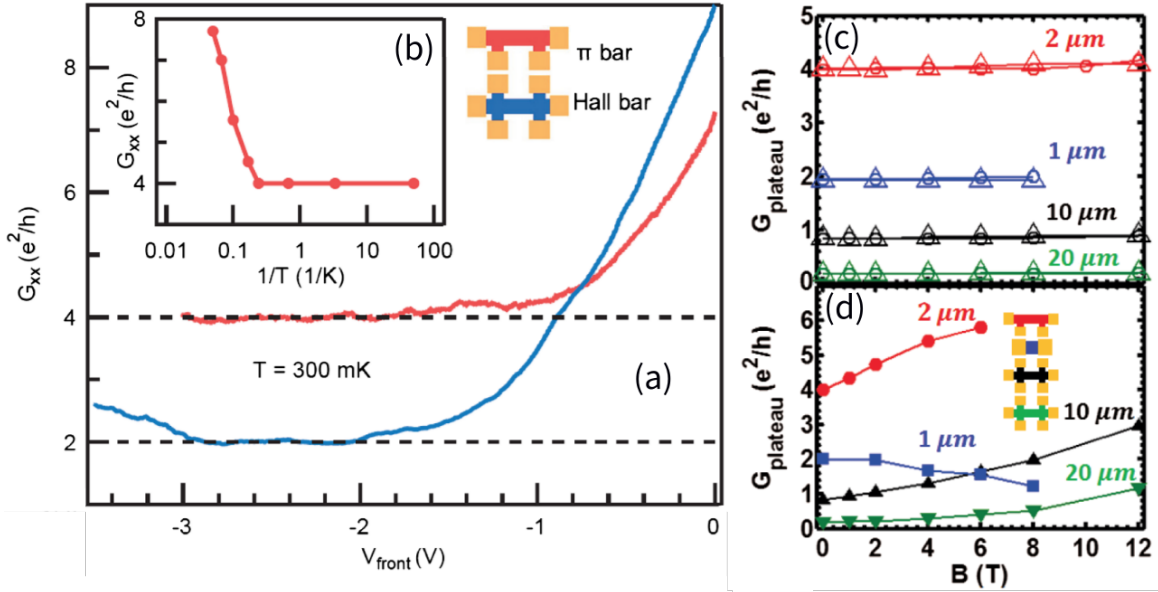 8
6
4
2
G_xx (e²/h)
-3
-2
-1
0
V_front (V)
T = 300 mK
(a)
8
4
G_xx (e²/h)
0.01
0.1
1
10
100
1/T (1/K)
(b)
π bar
Hall bar
(c)
5
4
3
2
1
0
G_plateau (e²/h)
2 μm
1 μm
10 μm
20 μm
(d)
6
5
4
3
2
1
0
G_plateau (e²/h)
2 μm
10 μm
1 μm
20 μm
0
2
4
6
8
10
12
B (T)